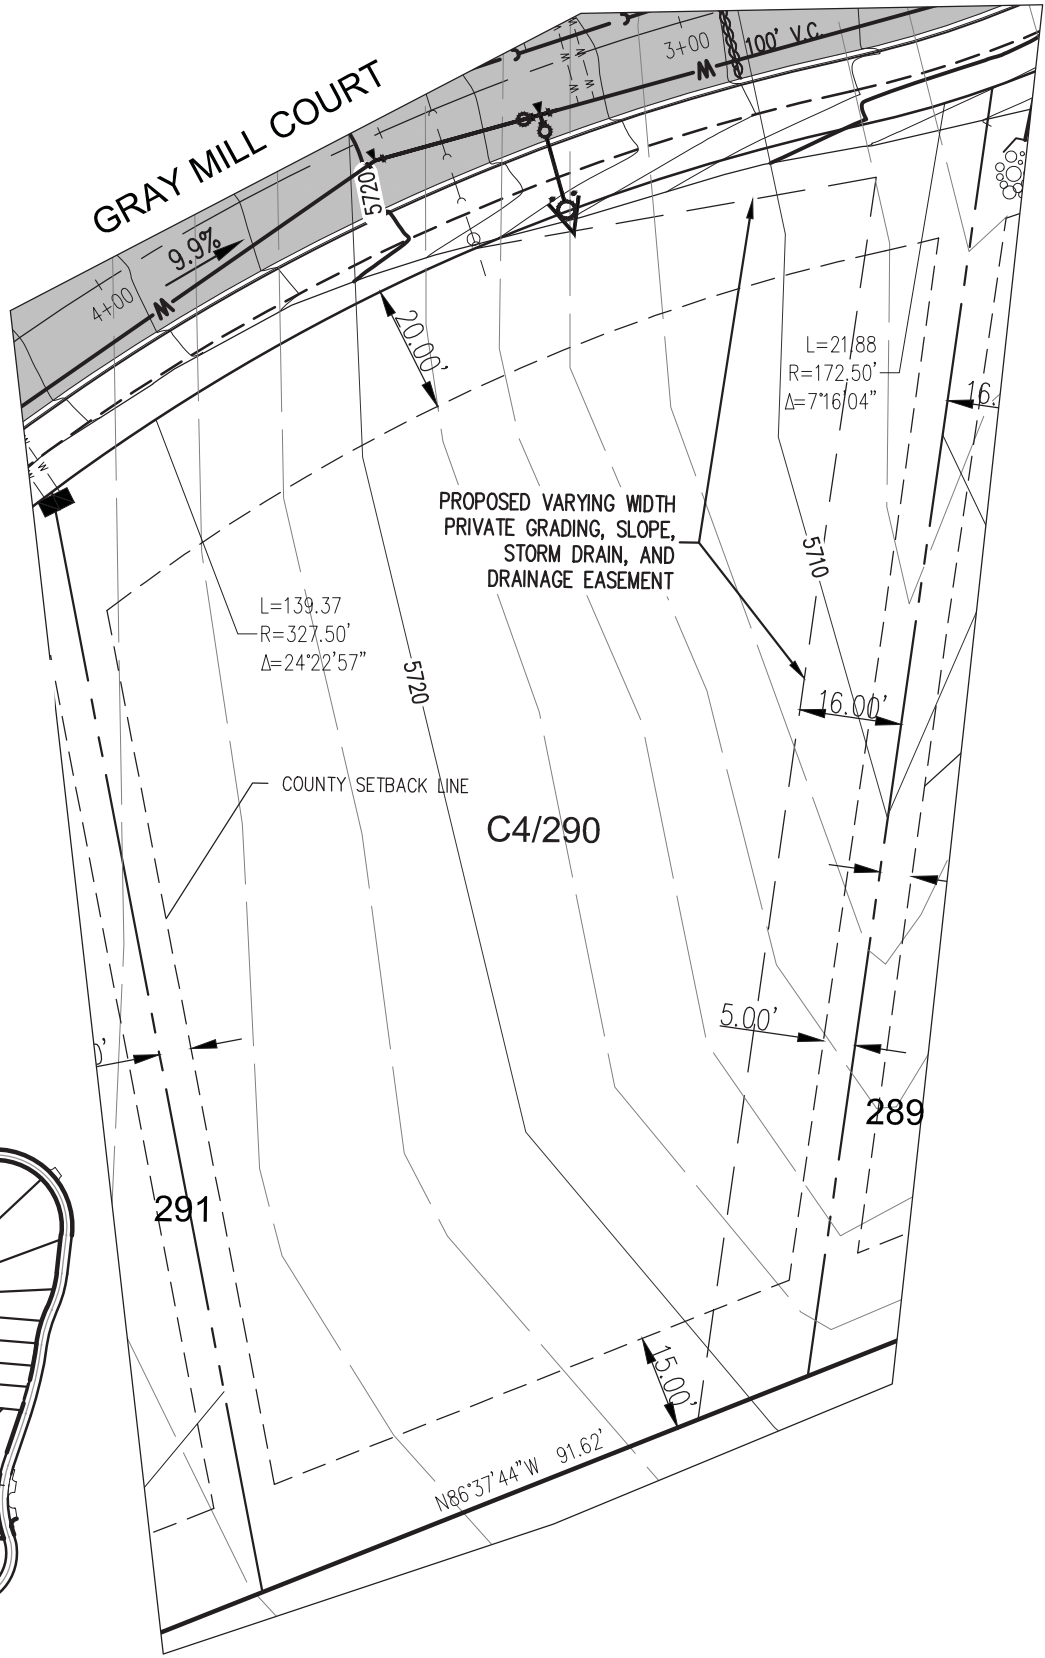 3+00
100' V.C.
W
GRAY MILL COURT
5720
9.9%
4+00
W
20.00'
L=21.88
R=172.50'
Δ=7°16'04"
16.
PROPOSED VARYING WIDTH
PRIVATE GRADING, SLOPE,
STORM DRAIN, AND
DRAINAGE EASEMENT
5710
L=139.37
R=327.50'
Δ=24°22'57"
5720
16.00'
COUNTY SETBACK LINE
C4/290
5.00'
0'
289
291
15.00'
N86°37'44"W 91.62'